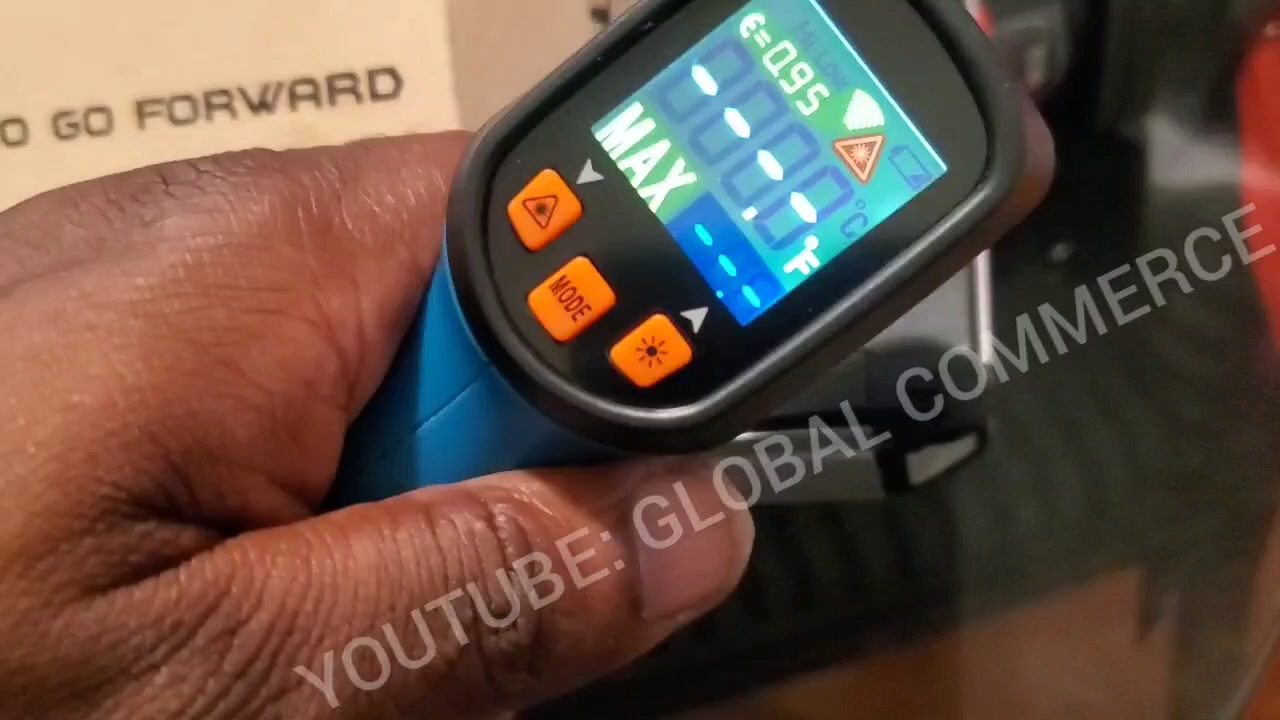 O GO FORWARD
ε=0.95
MAX
----
°C
°F
---
MODE
YOUTUBE: GLOBAL COMMERCE